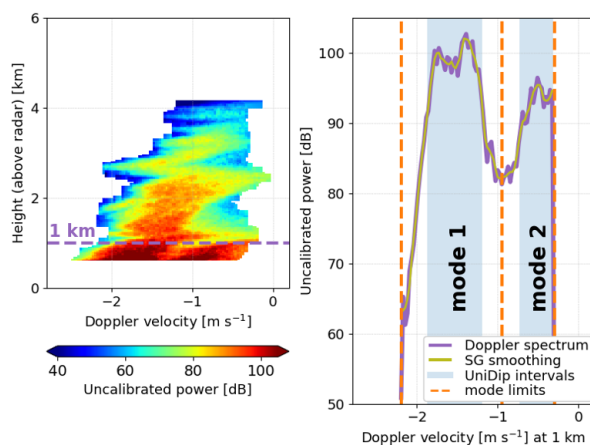 6
4
2
0
Height (above radar) [km]
1 km
−2
−1
0
Doppler velocity [m s⁻¹]
40
60
80
100
Uncalibrated power [dB]
100
90
80
70
60
50
Uncalibrated power [dB]
mode 1
mode 2
Doppler spectrum
SG smoothing
UniDip intervals
mode limits
−2
−1
0
Doppler velocity [m s⁻¹] at 1 km